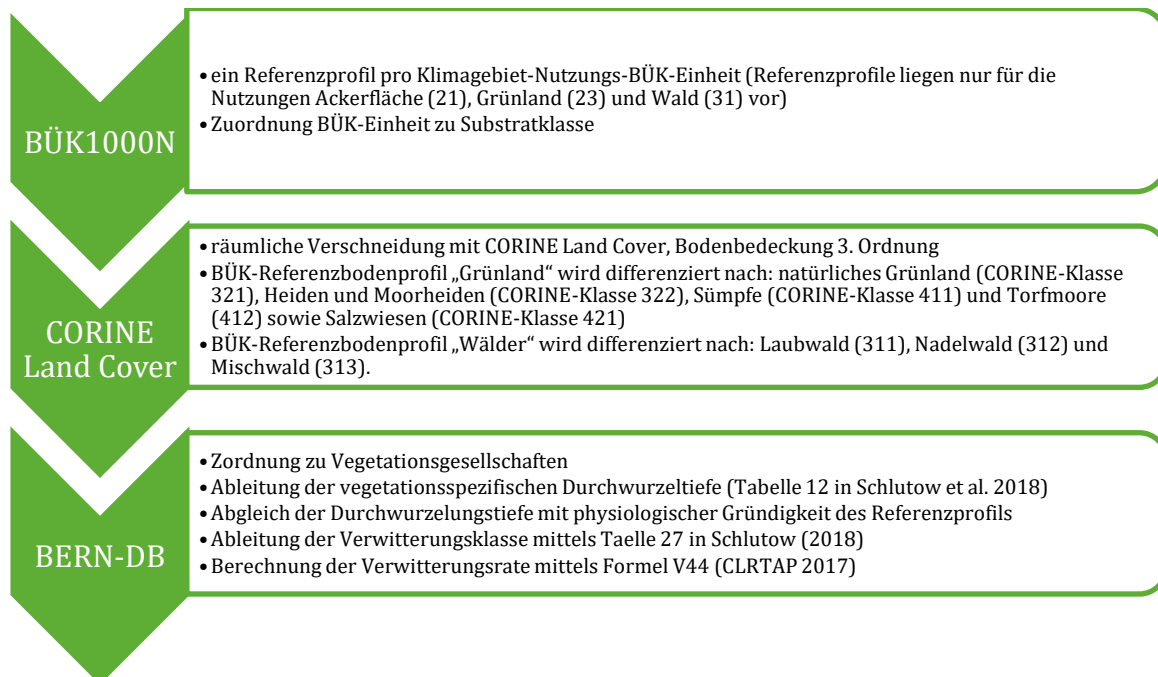 BÜK1000N
• ein Referenzprofil pro Klimagebiet-Nutzungs-BÜK-Einheit (Referenzprofile liegen nur für die
Nutzungen Ackerfläche (21), Grünland (23) und Wald (31) vor)
• Zuordnung BÜK-Einheit zu Substratklasse
CORINE
Land Cover
• räumliche Verschneidung mit CORINE Land Cover, Bodenbedeckung 3. Ordnung
• BÜK-Referenzbodenprofil „Grünland“ wird differenziert nach: natürliches Grünland (CORINE-Klasse
321), Heiden und Moorheiden (CORINE-Klasse 322), Sümpfe (CORINE-Klasse 411) und Torfmoore
(412) sowie Salzwiesen (CORINE-Klasse 421)
• BÜK-Referenzbodenprofil „Wälder“ wird differenziert nach: Laubwald (311), Nadelwald (312) und
Mischwald (313).
BERN-DB
• Zordnung zu Vegetationsgesellschaften
• Ableitung der vegetationsspezifischen Durchwurzeltiefe (Tabelle 12 in Schlutow et al. 2018)
• Abgleich der Durchwurzelungstiefe mit physiologischer Gründigkeit des Referenzprofils
• Ableitung der Verwitterungsklasse mittels Taelle 27 in Schlutow (2018)
• Berechnung der Verwitterungsrate mittels Formel V44 (CLRTAP 2017)